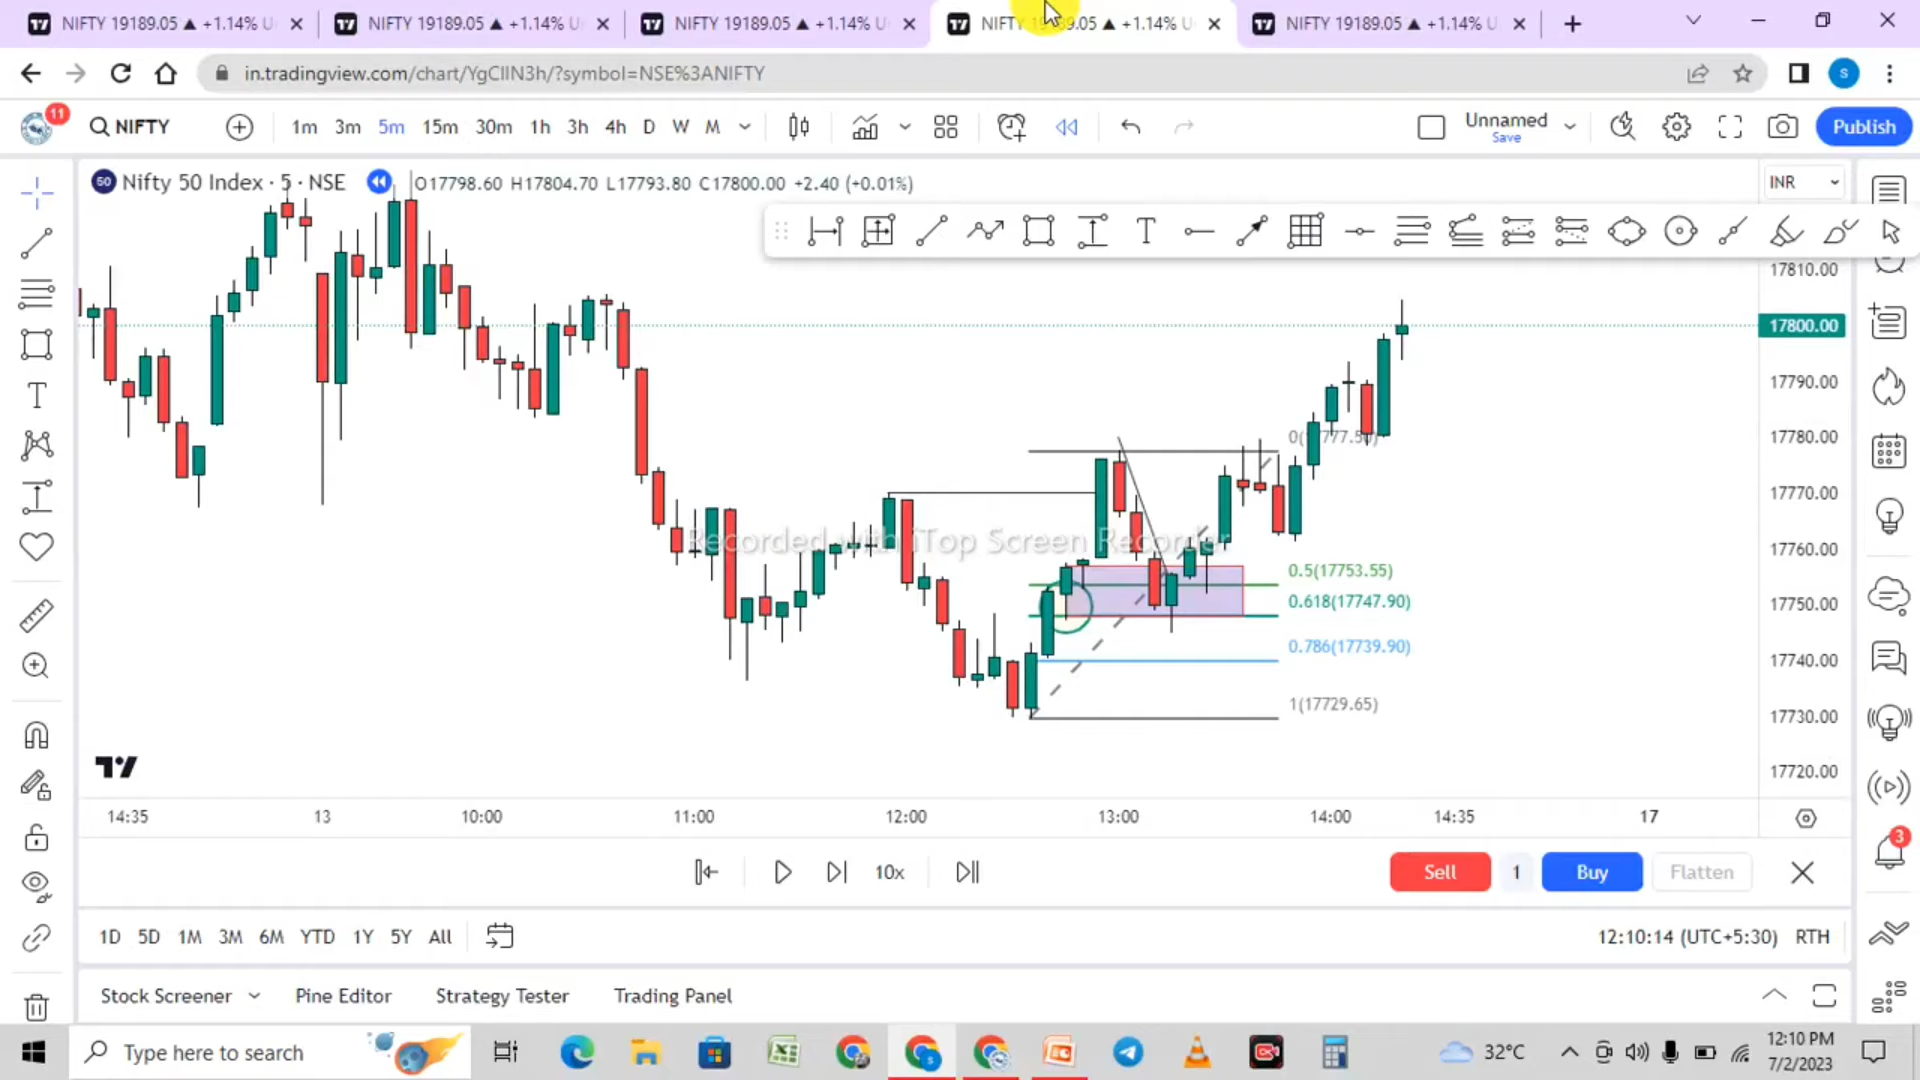 NIFTY 19189.05 ▲ +1.14% U
NIFTY 19189.05 ▲ +1.14% U
NIFTY 19189.05 ▲ +1.14% U
NIFTY 19189.05 ▲ +1.14% U
NIFTY 19189.05 ▲ +1.14% U
in.tradingview.com/chart/YgCIIN3h/?symbol=NSE%3ANIFTY
S
11
NIFTY
1m 3m 5m 15m 30m 1h 3h 4h D W M
Unnamed
Save
Publish
50 Nifty 50 Index · 5 · NSE
O17798.60 H17804.70 L17793.80 C17800.00 +2.40 (+0.01%)
INR
17810.00
17800.00
17790.00
17780.00
17770.00
17760.00
17750.00
17740.00
17730.00
17720.00
0(17777.50)
Recorded with iTop Screen Recorder
0.5(17753.55)
0.618(17747.90)
0.786(17739.90)
1(17729.65)
14:35 13 10:00 11:00 12:00 13:00 14:00 14:35 17
10x
Sell 1 Buy Flatten
3
1D 5D 1M 3M 6M YTD 1Y 5Y All
12:10:14 (UTC+5:30) RTH
Stock Screener Pine Editor Strategy Tester Trading Panel
Type here to search
32°C
12:10 PM
7/2/2023